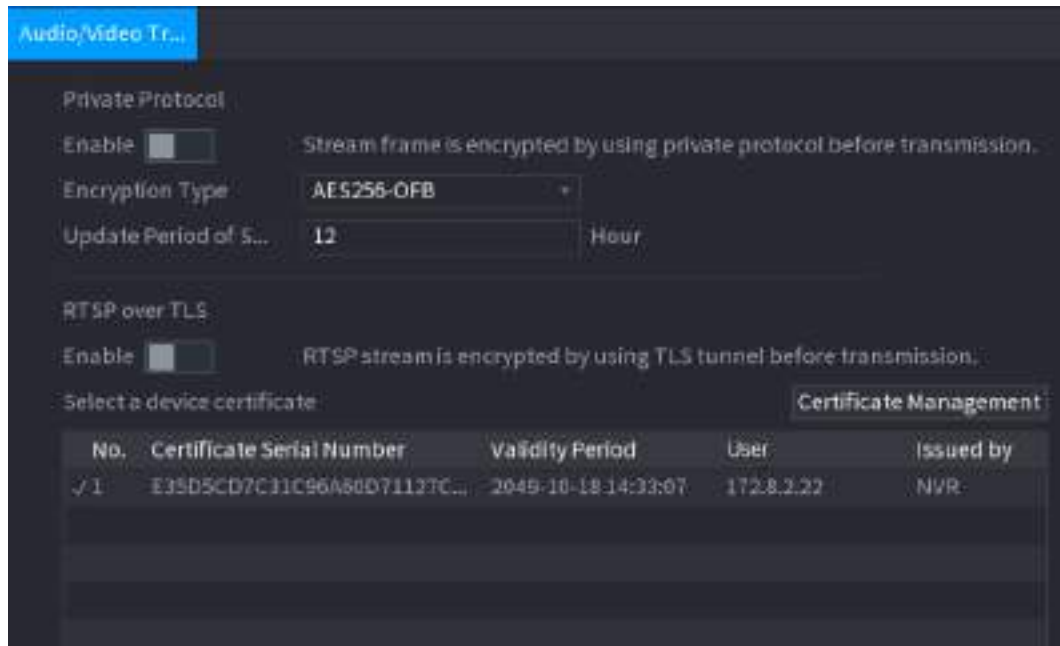 Audio/Video Tr...
Private Protocol
Enable Stream frame is encrypted by using private protocol before transmission.
Encryption Type AES256-OFB
Update Period of S... 12 Hour
RTSP over TLS
Enable RTSP stream is encrypted by using TLS tunnel before transmission.
Select a device certificate Certificate Management
No. Certificate Serial Number Validity Period User Issued by
1 2049-10-18 14:33:07 172.8.2.22 NVR